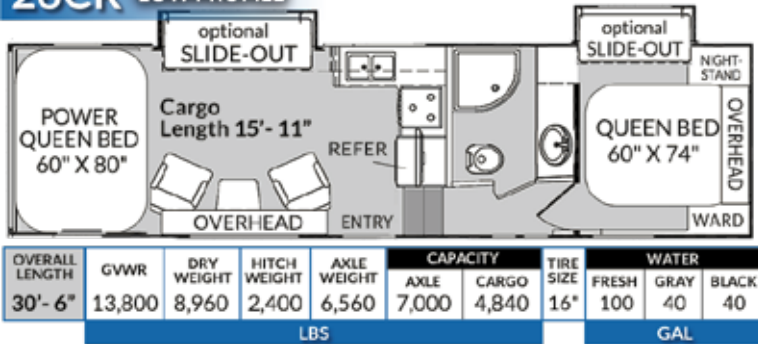 optional
SLIDE-OUT
optional
SLIDE-OUT
NIGHT-
STAND
POWER
QUEEN BED
60" X 80"
Cargo
Length 15'- 11"
REFER
QUEEN BED
60" X 74"
OVERHEAD
OVERHEAD
ENTRY
WARD
OVERALL LENGTH
30'- 6"
GVWR
13,800
DRY WEIGHT
8,960
HITCH WEIGHT
2,400
AXLE WEIGHT
6,560
CAPACITY
AXLE
7,000
CARGO
4,840
TIRE SIZE
16"
WATER
FRESH
100
GRAY
40
BLACK
40
LBS
GAL